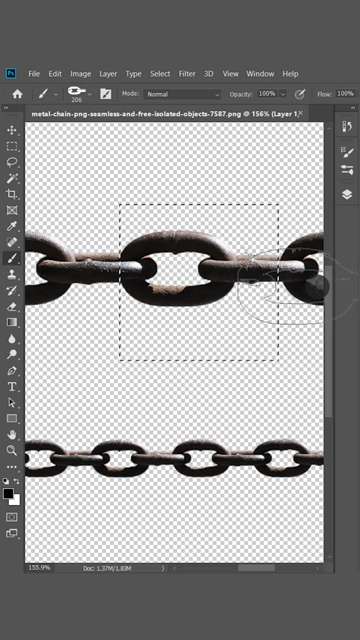 Ps File Edit Image Layer Type Select Filter 3D View Window Help
206 Mode: Normal Opacity: 100% Flow: 100%
metal-chain-png-seamless-and-free-isolated-objects-7587.png @ 156% (Layer 1,
T
155.9% Doc: 1.37M/1.83M